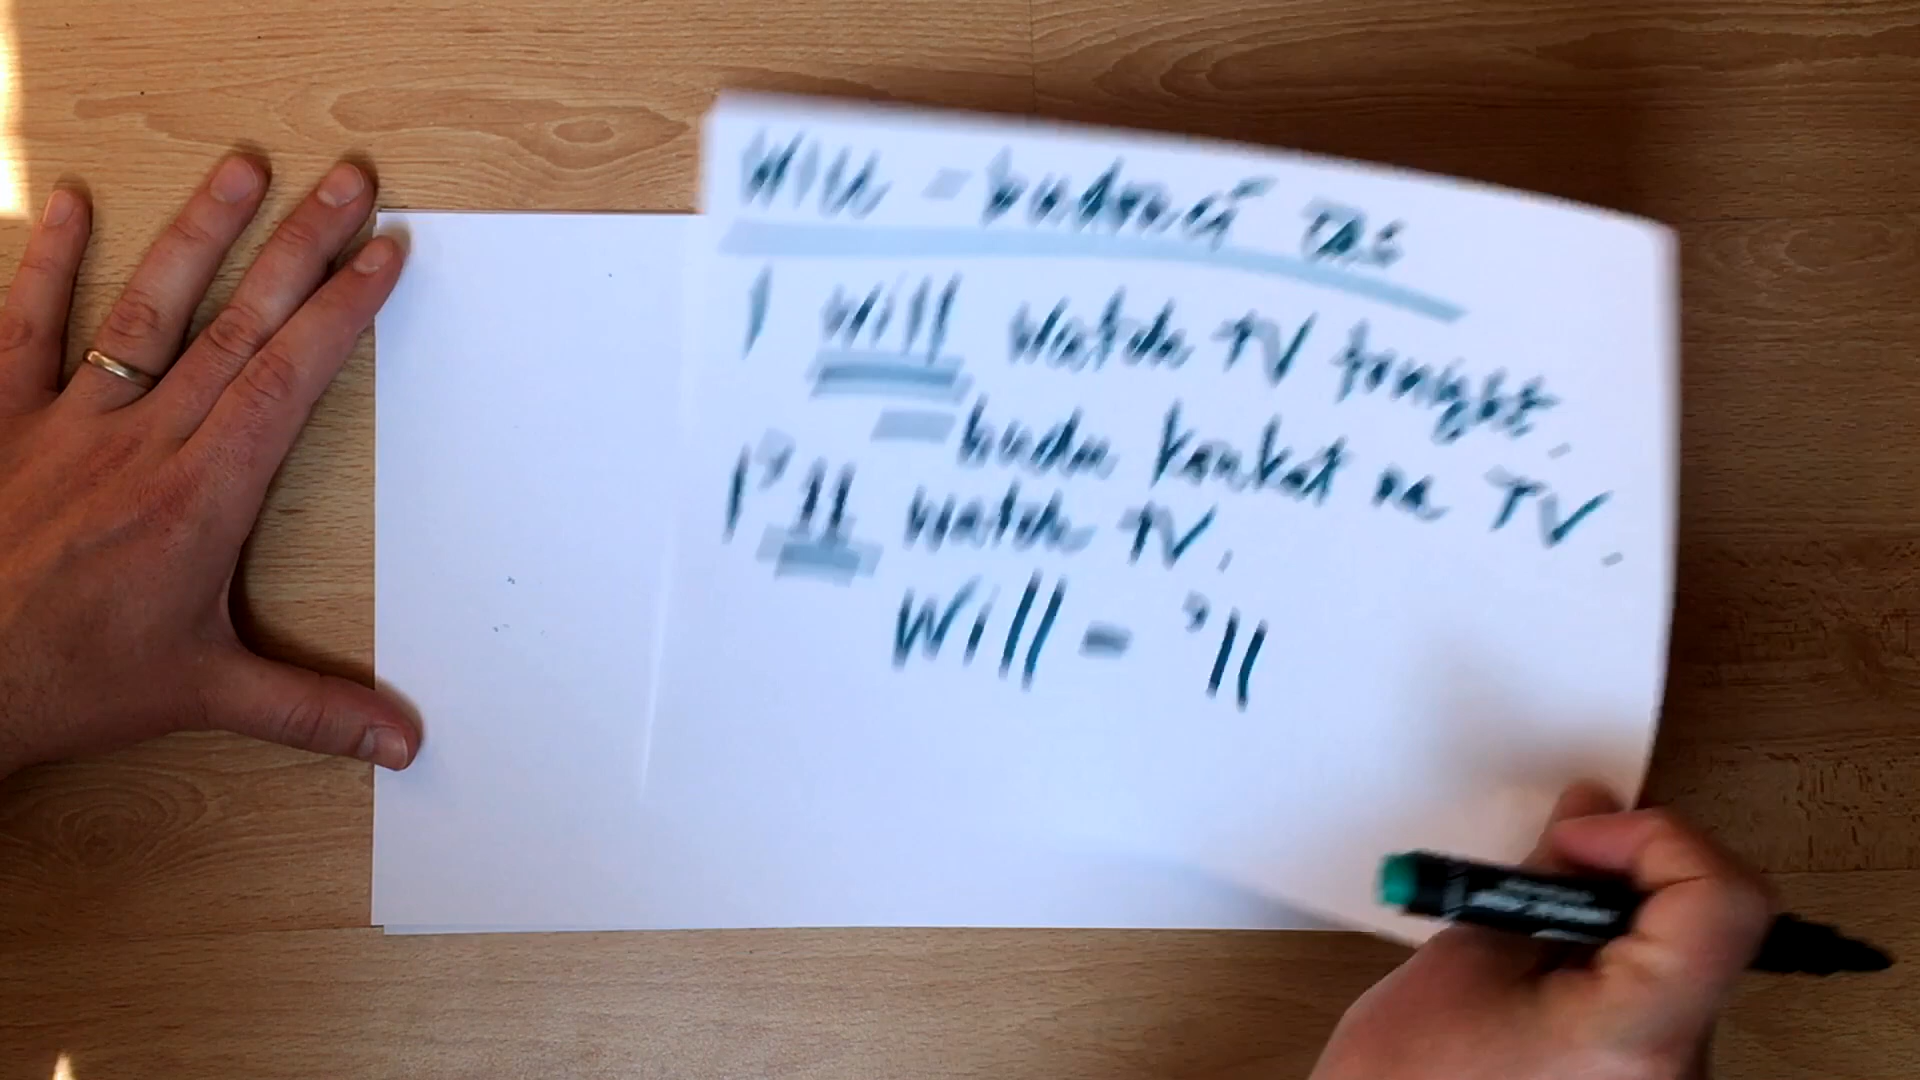 Will - budoucí čas
I will watch TV tonight.
- budu koukat na TV.
I'll watch TV.
Will - 'll